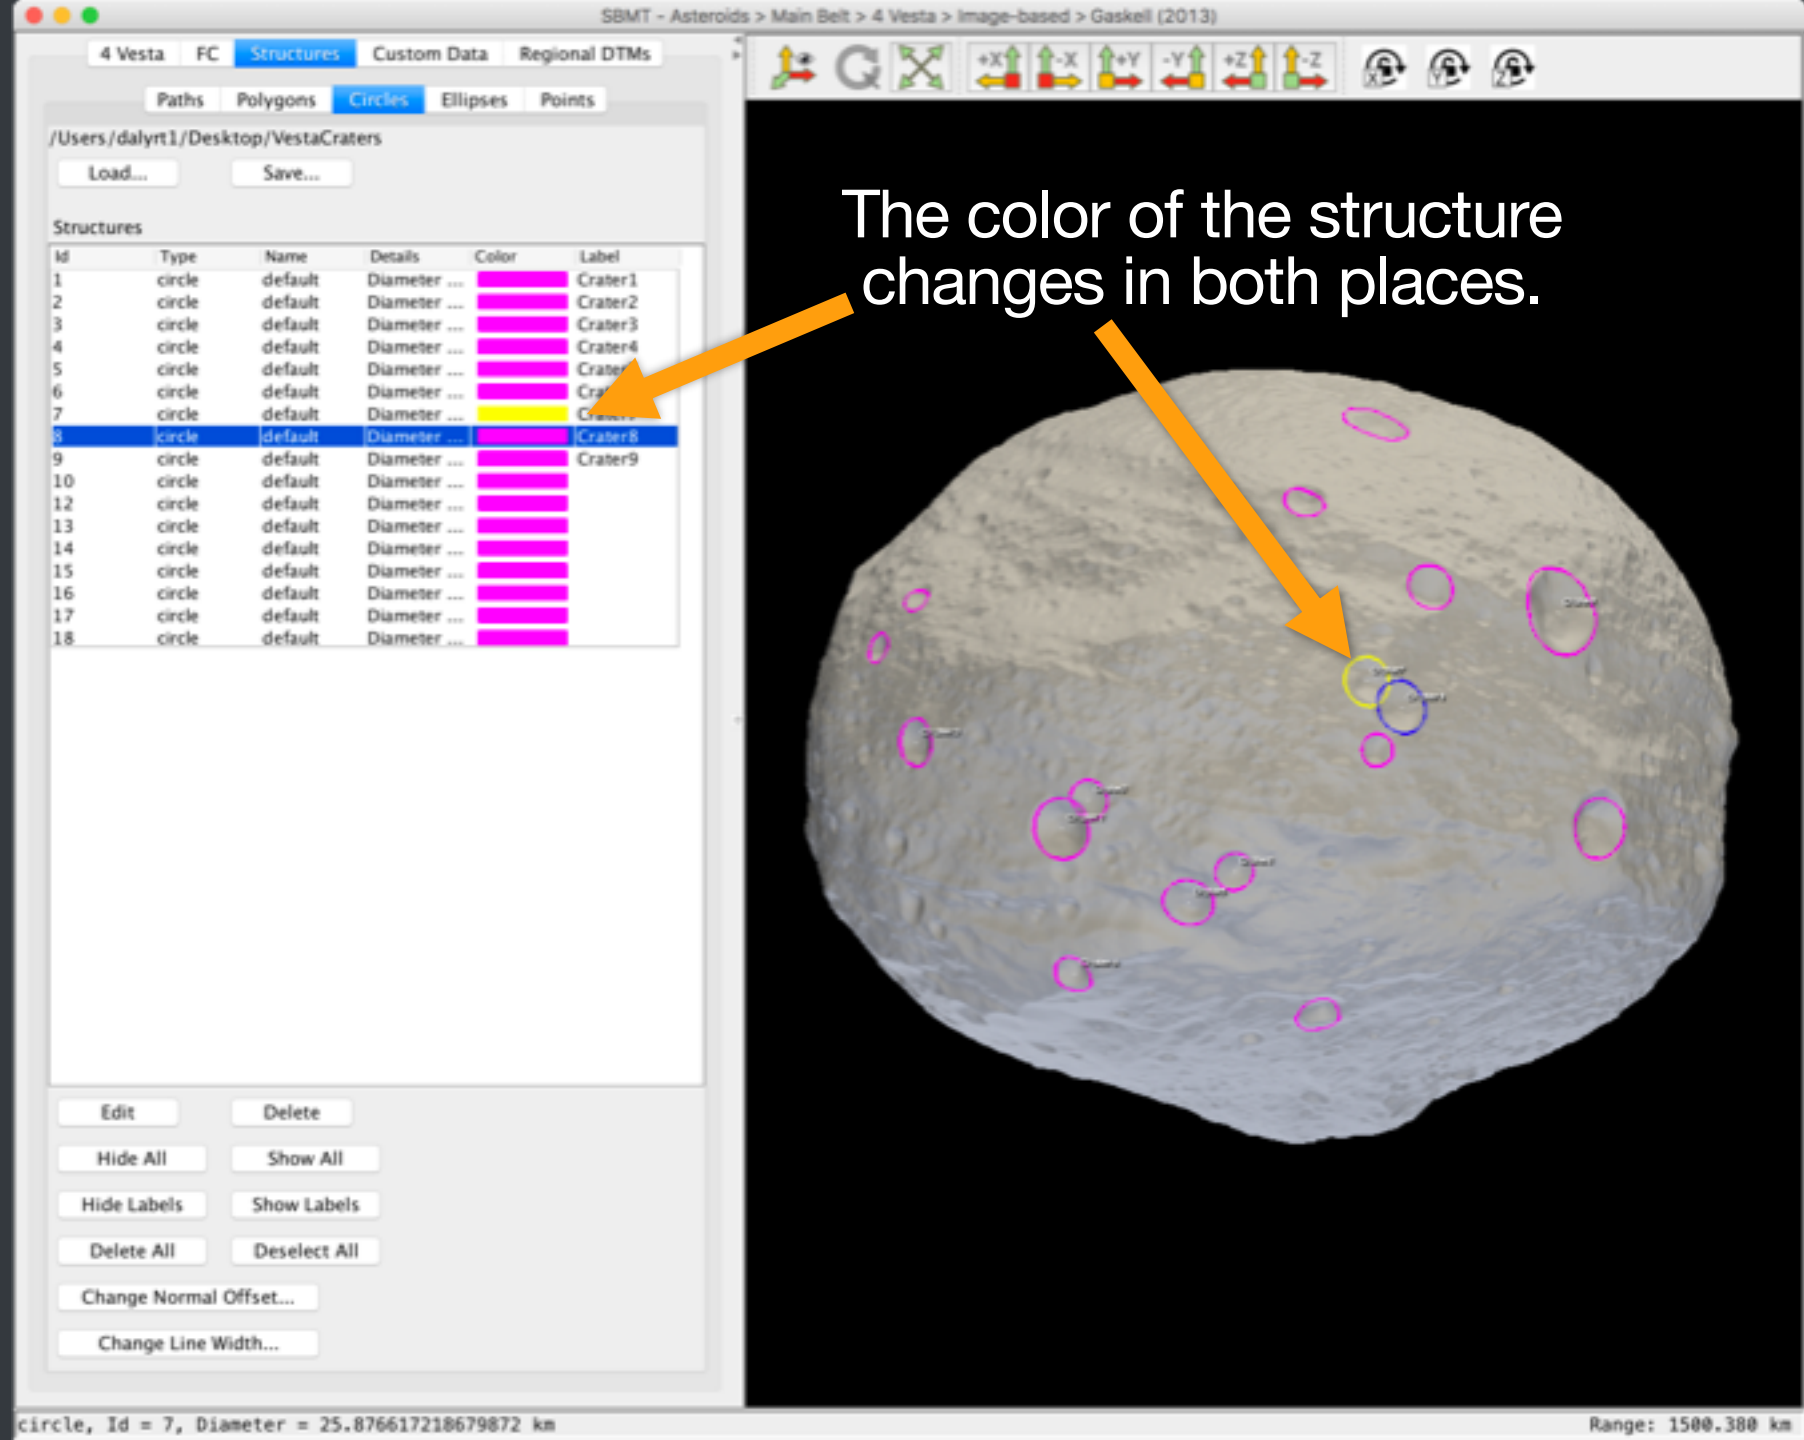 SBMT - Asteroids > Main Belt > 4 Vesta > Image-based > Gaskell (2013)
4 Vesta FC Structures Custom Data Regional DTMs
Paths Polygons Circles Ellipses Points
/Users/dalyrt1/Desktop/VestaCraters
Load... Save...
Structures
Id Type Name Details Color Label
1 circle default Diameter ... Crater1
2 circle default Diameter ... Crater2
3 circle default Diameter ... Crater3
4 circle default Diameter ... Crater4
5 circle default Diameter ...
6 circle default Diameter ...
7 circle default Diameter ...
8 circle default Diameter ... Crater8
9 circle default Diameter ... Crater9
10 circle default Diameter ...
12 circle default Diameter ...
13 circle default Diameter ...
14 circle default Diameter ...
15 circle default Diameter ...
16 circle default Diameter ...
17 circle default Diameter ...
18 circle default Diameter ...
Edit Delete
Hide All Show All
Hide Labels Show Labels
Delete All Deselect All
Change Normal Offset...
Change Line Width...
circle, Id = 7, Diameter = 25.876617218679872 km
+X -X +Y -Y +Z -Z X Y Z
The color of the structure
changes in both places.
Range: 1500.380 km